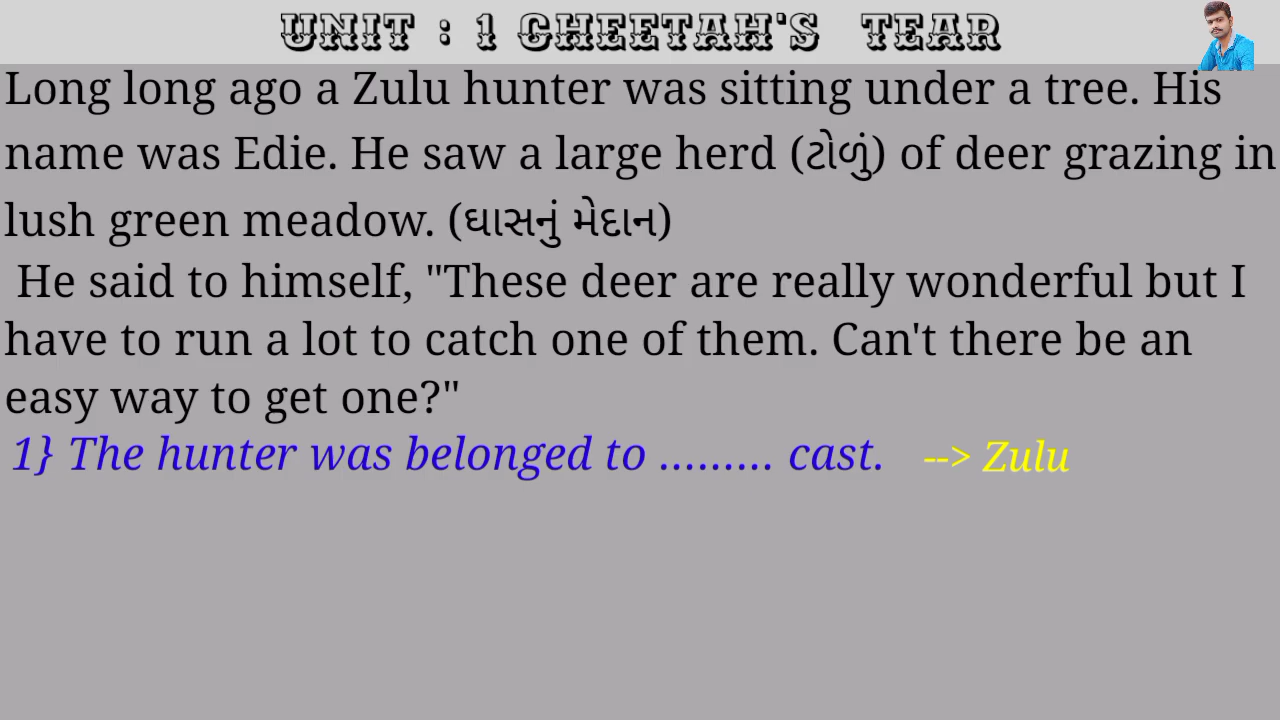 UNIT : 1 CHEETAH'S TEAR
Long long ago a Zulu hunter was sitting under a tree. His
name was Edie. He saw a large herd (ટોળું) of deer grazing in
lush green meadow. (ઘાસનું મેદાન)
He said to himself, "These deer are really wonderful but I
have to run a lot to catch one of them. Can't there be an
easy way to get one?"
1} The hunter was belonged to ......... cast. --> Zulu